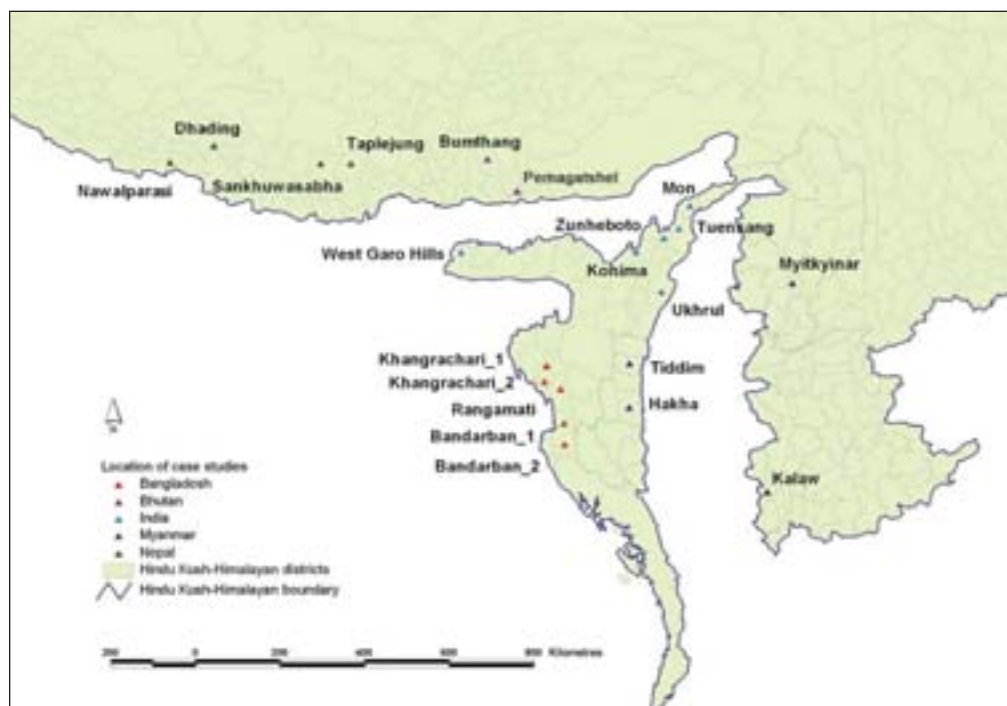 Dhading
Taplejung
Bumthang
Nawalparasi
Sankhuwasabha
Pemagatshel
Mon
Zunheboto
Tuensang
West Garo Hills
Kohima
Myitkyinar
Ukhrul
Khangrachari_1
Tiddim
Khangrachari_2
Rangamati
Hakha
Bandarban_1
Bandarban_2
Kalaw
N
Location of case studies
Bangladesh
Bhutan
India
Myanmar
Nepal
Hindu Kush-Himalayan districts
Hindu Kush-Himalayan boundary
200 0 200 400 600 800 Kilometres